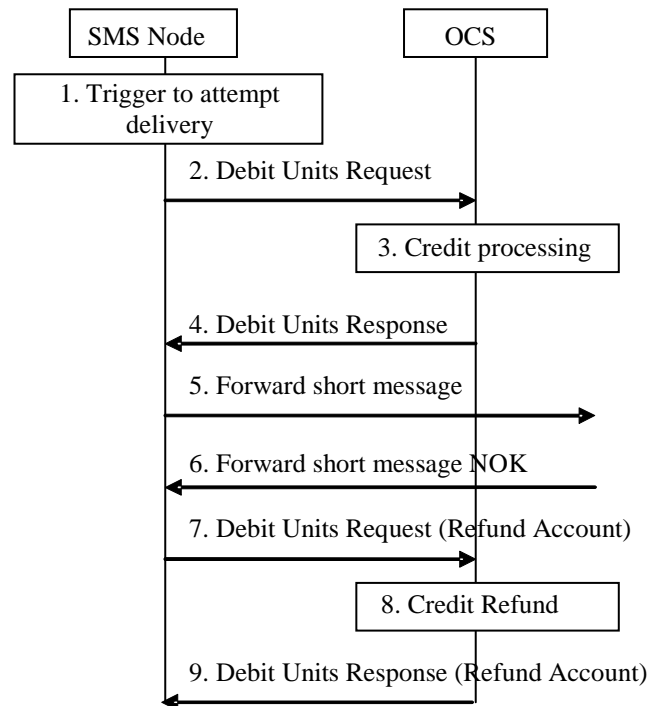 SMS Node
OCS
1. Trigger to attempt
delivery
2. Debit Units Request
3. Credit processing
4. Debit Units Response
5. Forward short message
6. Forward short message NOK
7. Debit Units Request (Refund Account)
8. Credit Refund
9. Debit Units Response (Refund Account)